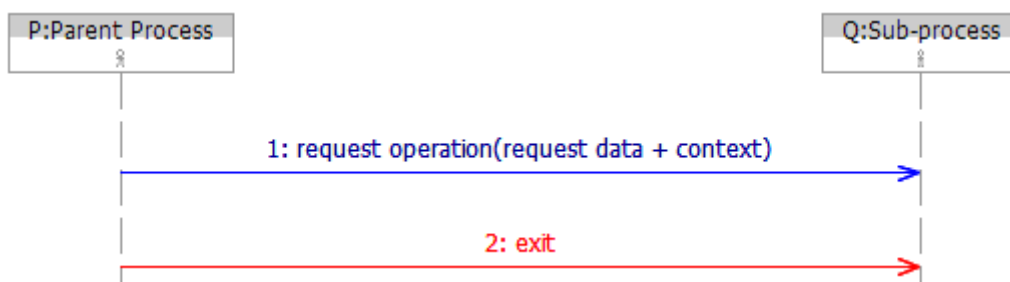 P:Parent Process
Q:Sub-process
1: request operation(request data + context)
2: exit